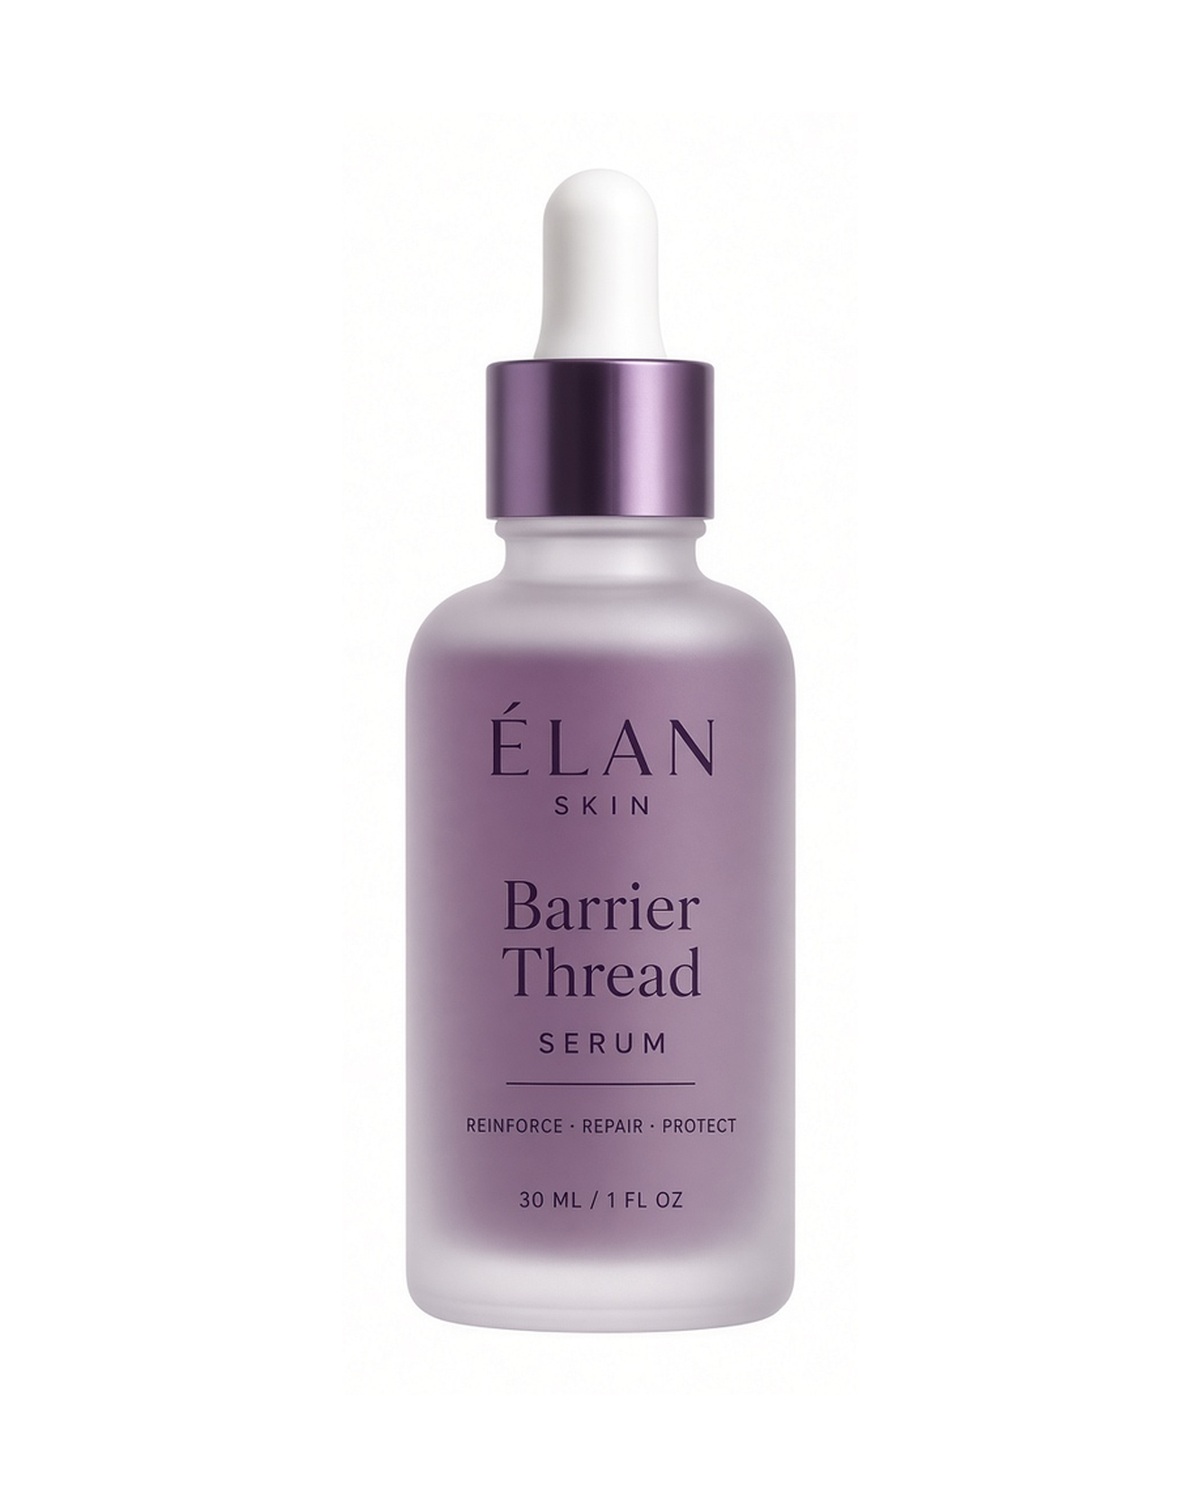 ÉLAN
SKIN
Barrier
Thread
SERUM
REINFORCE · REPAIR · PROTECT
30 ML / 1 FL OZ